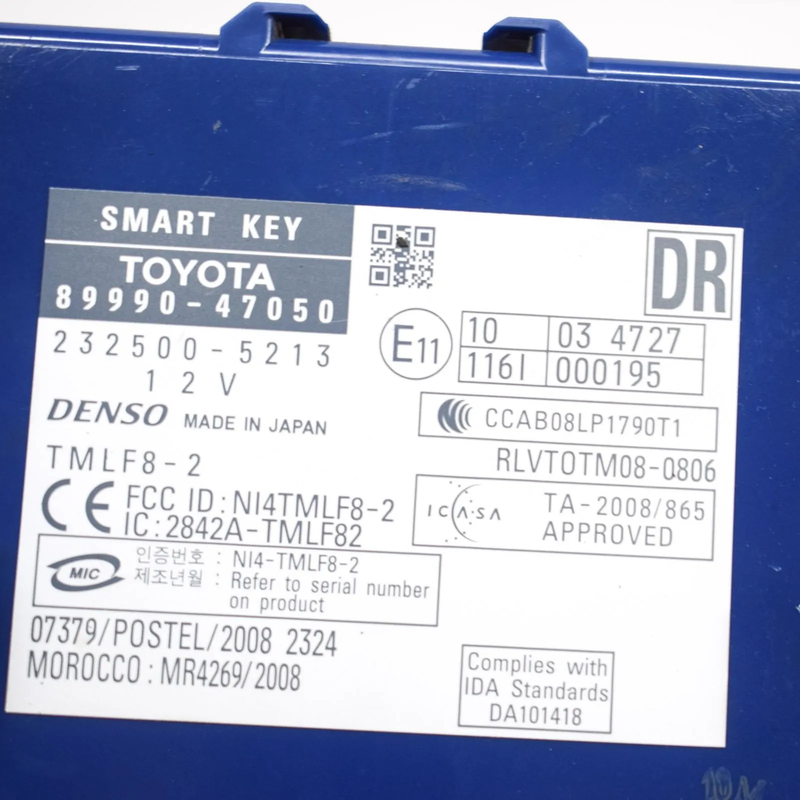 SMART KEY
TOYOTA
89990-47050
232500-5213
12V
DENSO MADE IN JAPAN
TMLF8-2
CE FCC ID: NI4TMLF8-2
IC: 2842A-TMLF82
MIC 인증번호 : NI4-TMLF8-2
제조년월 : Refer to serial number
on product
07379/POSTEL/2008 2324
MOROCCO: MR4269/2008
DR
E11
10 03 4727
116I 000195
CCAB08LP1790T1
RLVTOTM08-0806
ICASA TA-2008/865
APPROVED
Complies with
IDA Standards
DA101418